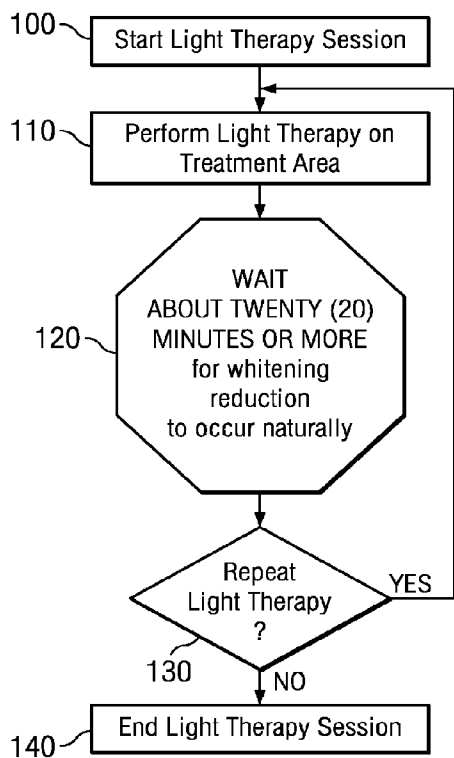 100
Start Light Therapy Session
110
Perform Light Therapy on
Treatment Area
120
WAIT
ABOUT TWENTY (20)
MINUTES OR MORE
for whitening
reduction
to occur naturally
Repeat
Light Therapy
?
YES
130
NO
End Light Therapy Session
140